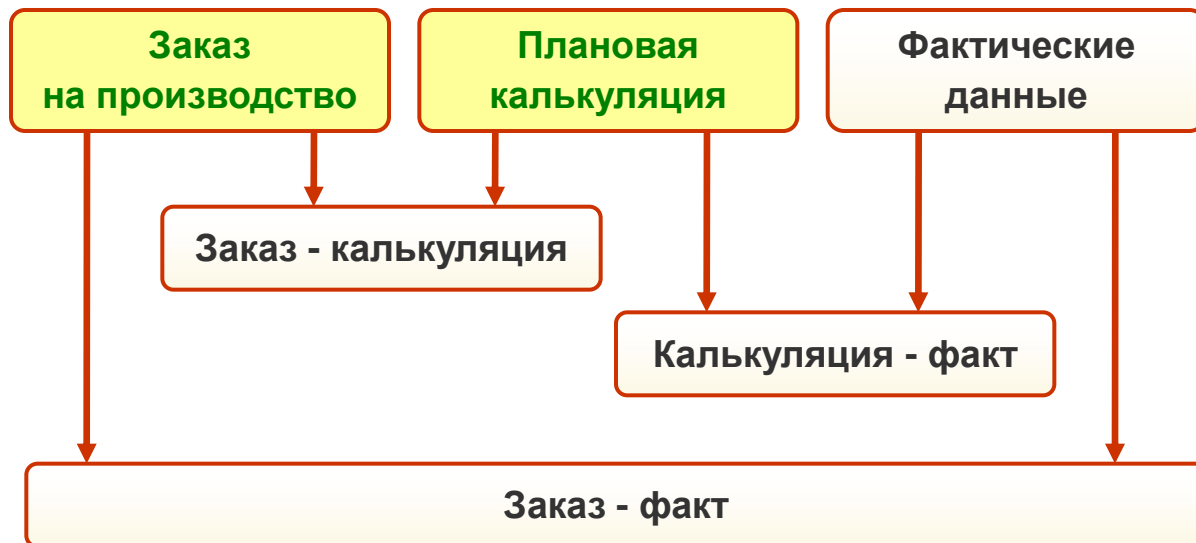 Заказ
на производство
Плановая
калькуляция
Фактические
данные
Заказ - калькуляция
Калькуляция - факт
Заказ - факт